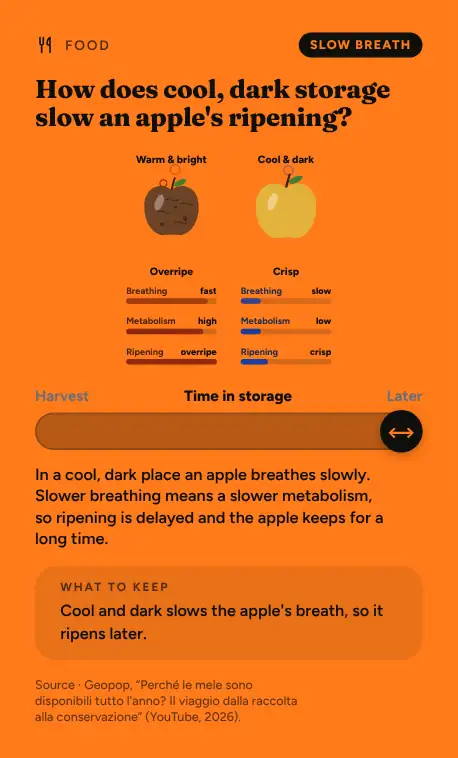 FOOD
SLOW BREATH
How does cool, dark storage
slow an apple's ripening?
Warm & bright
Cool & dark
Overripe
Crisp
Breathing fast
Breathing slow
Metabolism high
Metabolism low
Ripening overripe
Ripening crisp
Harvest
Time in storage
Later
In a cool, dark place an apple breathes slowly.
Slower breathing means a slower metabolism,
so ripening is delayed and the apple keeps for a
long time.
WHAT TO KEEP
Cool and dark slows the apple's breath, so it
ripens later.
Source · Geopop, “Perché le mele sono
disponibili tutto l'anno? Il viaggio dalla raccolta
alla conservazione” (YouTube, 2026).